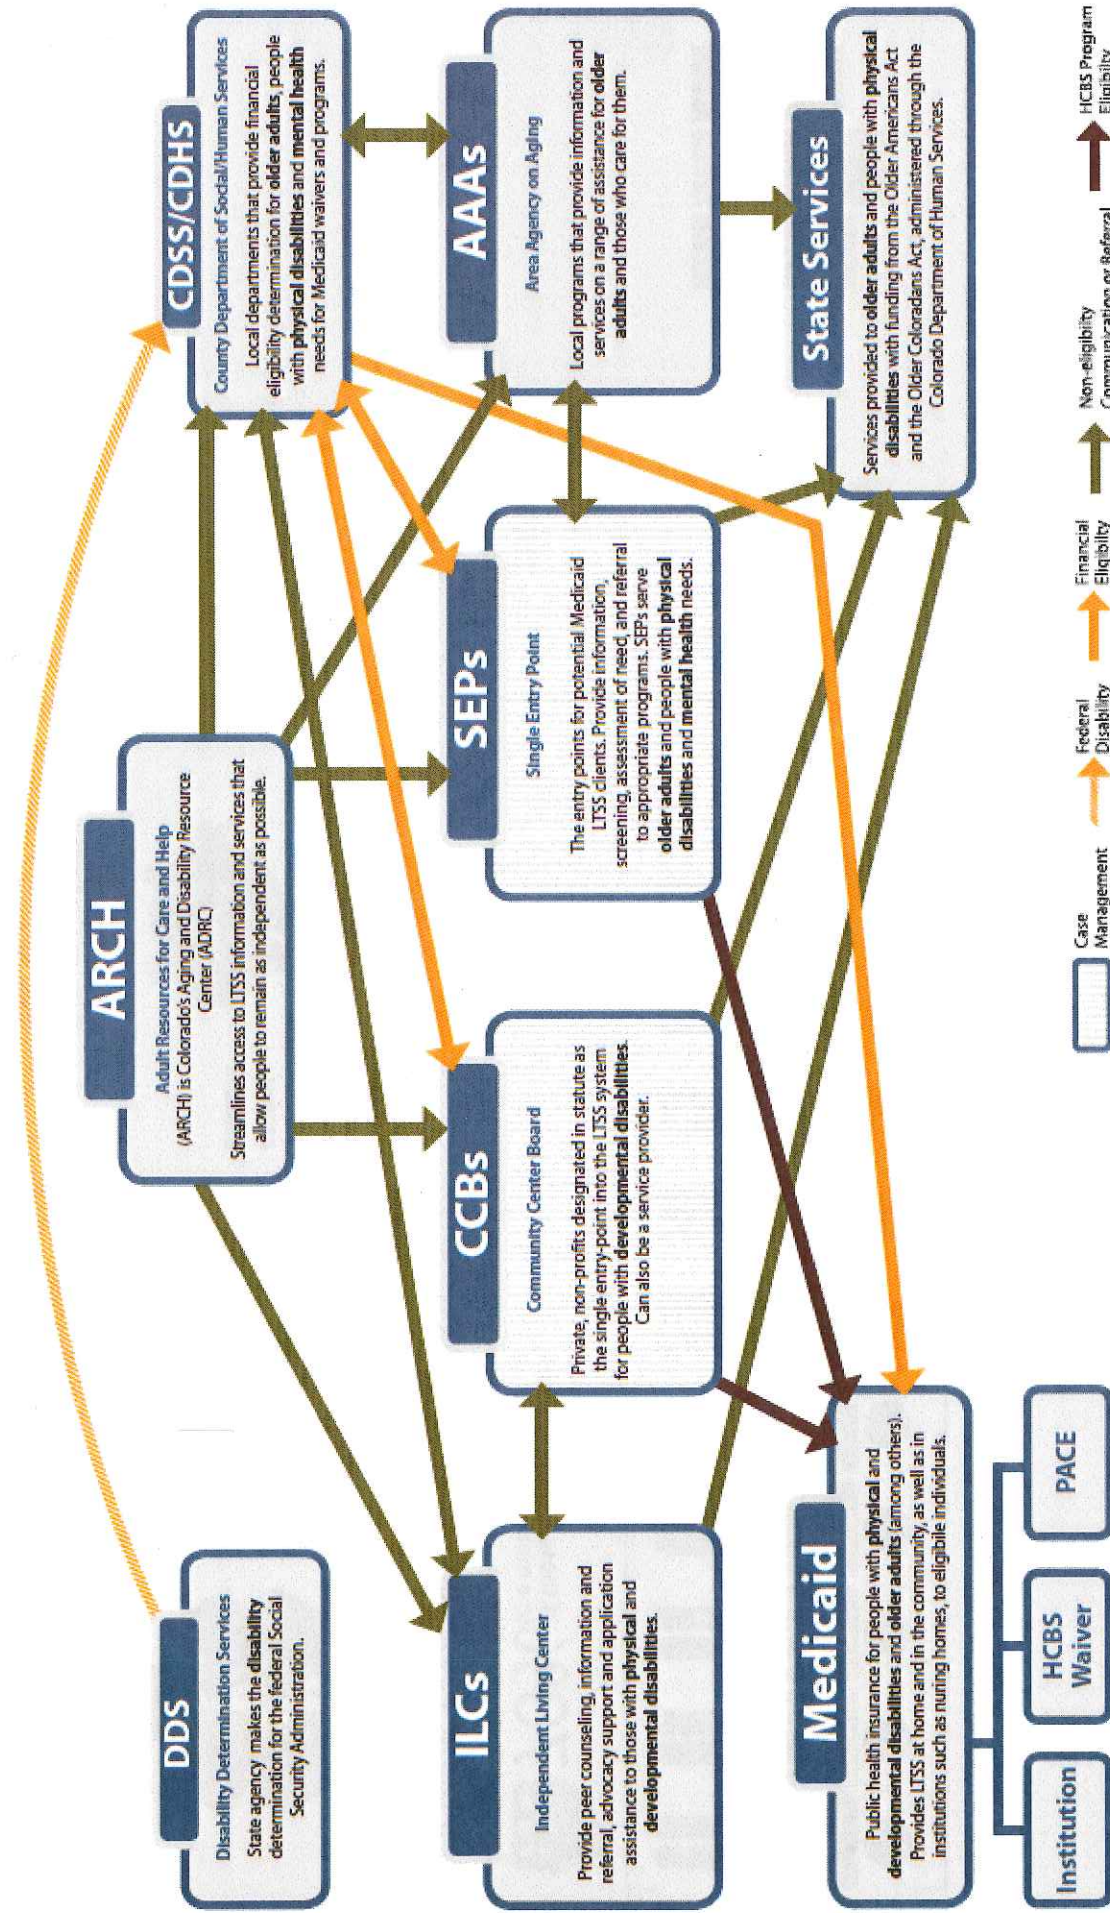 DDS
Disability Determination Services
State agency makes the disability
determination for the federal Social
Security Administration.
ARCH
Adult Resources for Care and Help
(ARCH) is Colorado's Aging and Disability Resource
Center (ADRC)
Streamlines access to LTSS information and services that
allow people to remain as independent as possible.
CDSS/CDHS
County Department of Social/Human Services
Local departments that provide financial
eligibility determination for older adults, people
with physical disabilities and mental health
needs for Medicaid waivers and programs.
ILCs
Independent Living Center
Provide peer counseling, information and
referral, advocacy support and application
assistance to those with physical and
developmental disabilities.
CCBs
Community Center Board
Private, non-profits designated in statute as
the single entry-point into the LTSS system
for people with developmental disabilities.
Can also be a service provider.
SEPs
Single Entry Point
The entry points for potential Medicaid
LTSS clients. Provide information,
screening, assessment of need, and referral
to appropriate programs. SEPs serve
older adults and people with physical
disabilities and mental health needs.
AAAs
Area Agency on Aging
Local programs that provide information and
services on a range of assistance for older
adults and those who care for them.
Medicaid
Public health insurance for people with physical and
developmental disabilities and older adults (among others).
Provides LTSS at home and in the community, as well as in
institutions such as nuring homes, to eligibile individuals.
State Services
Services provided to older adults and people with physical
disabilities with funding from the Older Americans Act
and the Older Coloradans Act, administered through the
Colorado Department of Human Services.
Institution
HCBS
Waiver
PACE
Case
Management
Federal
Disability
Financial
Eligibilty
Non-eligibility
Communication or Referral
HCBS Program
Eligibilty